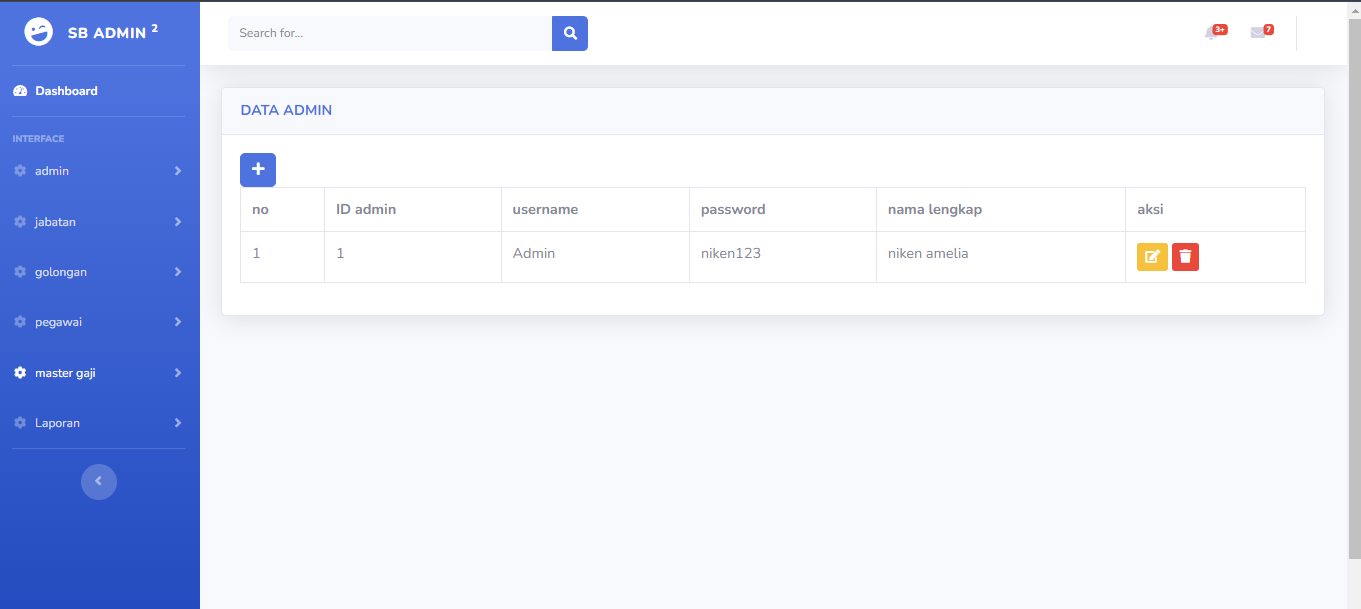 SB ADMIN 2
Search for...
3+
7
Dashboard
INTERFACE
admin
jabatan
golongan
pegawai
master gaji
Laporan
DATA ADMIN
no ID admin username password nama lengkap aksi
1 1 Admin niken123 niken amelia